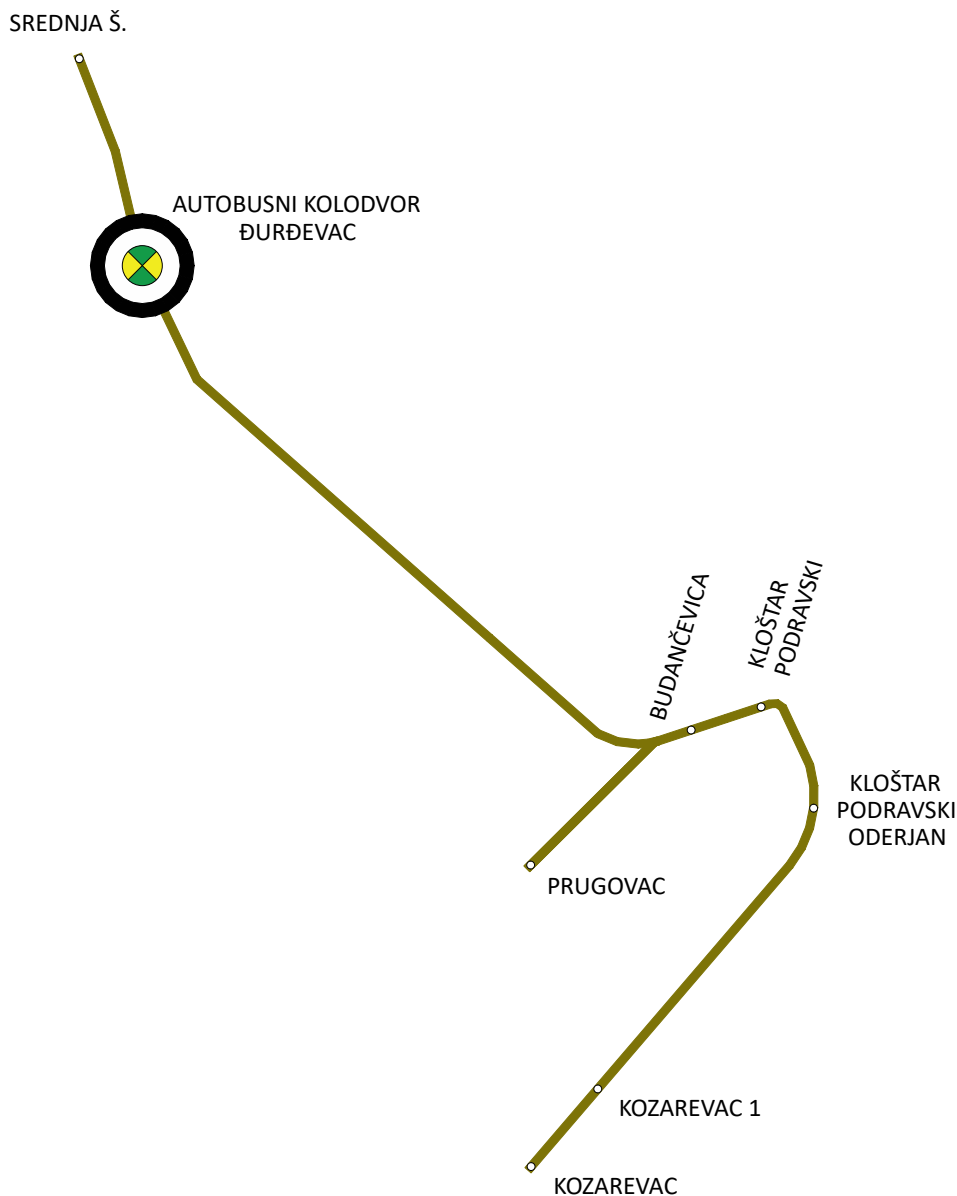 SREDNJA Š.
AUTOBUSNI KOLODVOR
ĐURĐEVAC
BUDANČEVICA
KLOŠTAR
PODRAVSKI
KLOŠTAR
PODRAVSKI
ODERJAN
PRUGOVAC
KOZAREVAC 1
KOZAREVAC